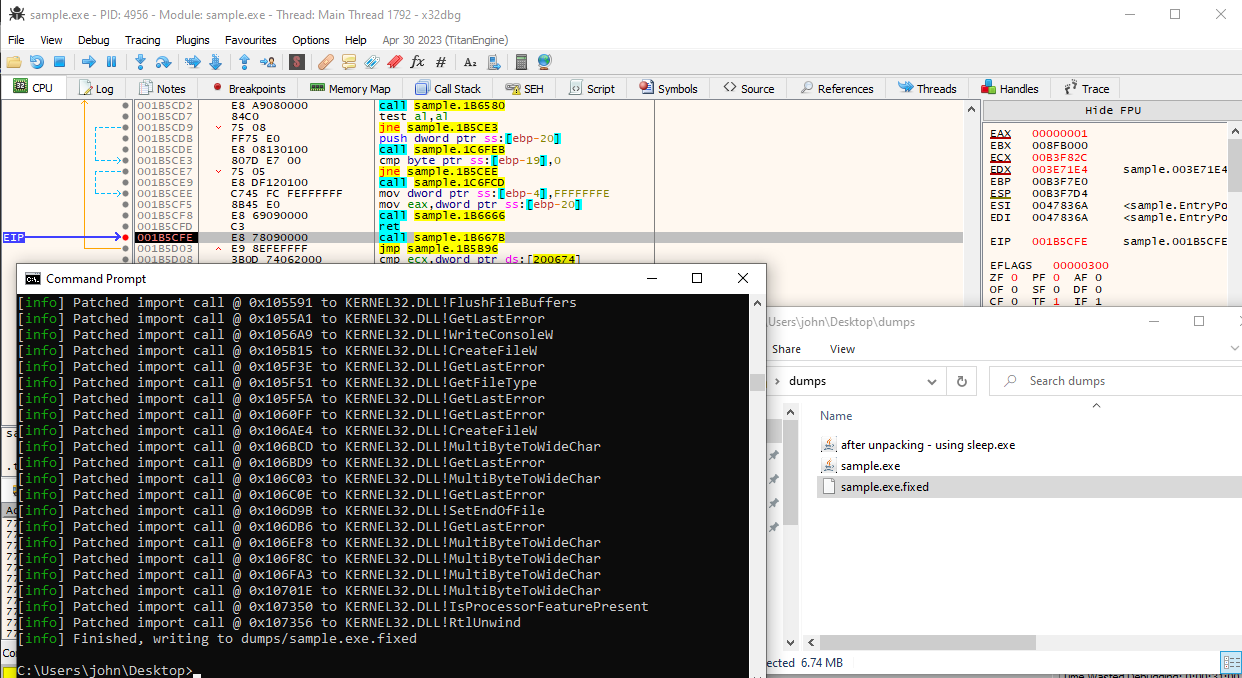 sample.exe - PID: 4956 - Module: sample.exe - Thread: Main Thread 1792 - x32dbg
File View Debug Tracing Plugins Favourites Options Help Apr 30 2023 (TitanEngine)
CPU Log Notes Breakpoints Memory Map Call Stack SEH Script Symbols Source References Threads Handles Trace
001B5CD2 E8 A9080000 call sample.1B6580
001B5CD7 84C0 test al,al
001B5CD9 75 08 jne sample.1B5CE3
001B5CDB FF75 E0 push dword ptr ss:[ebp-20]
001B5CDE E8 08130100 call sample.1C6FEB
001B5CE3 807D E7 00 cmp byte ptr ss:[ebp-19],0
001B5CE7 75 05 jne sample.1B5CEE
001B5CE9 E8 DF120100 call sample.1C6FCD
001B5CEE C745 FC FEFFFFFF mov dword ptr ss:[ebp-4],FFFFFFFE
001B5CF5 8B45 E0 mov eax,dword ptr ss:[ebp-20]
001B5CF8 E8 69090000 call sample.1B6666
001B5CFD C3 ret
EIP 001B5CFE E8 78090000 call sample.1B667B
001B5D03 E9 8EFEFFFF jmp sample.1B5B96
001B5D08 3B0D 74062000 cmp ecx,dword ptr ds:[200674]
Hide FPU
EAX 00000001
EBX 008FB000
ECX 00B3F82C
EDX 003E71E4 sample.003E71E4
EBP 00B3F7E0
ESP 00B3F7D4
ESI 0047836A <sample.EntryPo
EDI 0047836A <sample.EntryPo
EIP 001B5CFE sample.001B5CFE
EFLAGS 00000300
ZF 0 PF 0 AF 0
OF 0 SF 0 DF 0
CF 0 TF 1 IF 1
Command Prompt
[info] Patched import call @ 0x105591 to KERNEL32.DLL!FlushFileBuffers
[info] Patched import call @ 0x1055A1 to KERNEL32.DLL!GetLastError
[info] Patched import call @ 0x1056A9 to KERNEL32.DLL!WriteConsoleW
[info] Patched import call @ 0x105B15 to KERNEL32.DLL!CreateFileW
[info] Patched import call @ 0x105F3E to KERNEL32.DLL!GetLastError
[info] Patched import call @ 0x105F51 to KERNEL32.DLL!GetFileType
[info] Patched import call @ 0x105F5A to KERNEL32.DLL!GetLastError
[info] Patched import call @ 0x1060FF to KERNEL32.DLL!GetLastError
[info] Patched import call @ 0x106AE4 to KERNEL32.DLL!CreateFileW
[info] Patched import call @ 0x106BCD to KERNEL32.DLL!MultiByteToWideChar
[info] Patched import call @ 0x106BD9 to KERNEL32.DLL!GetLastError
[info] Patched import call @ 0x106C03 to KERNEL32.DLL!MultiByteToWideChar
[info] Patched import call @ 0x106C0E to KERNEL32.DLL!GetLastError
[info] Patched import call @ 0x106D9B to KERNEL32.DLL!SetEndOfFile
[info] Patched import call @ 0x106DB6 to KERNEL32.DLL!GetLastError
[info] Patched import call @ 0x106EF8 to KERNEL32.DLL!MultiByteToWideChar
[info] Patched import call @ 0x106F8C to KERNEL32.DLL!MultiByteToWideChar
[info] Patched import call @ 0x106FA3 to KERNEL32.DLL!MultiByteToWideChar
[info] Patched import call @ 0x10701E to KERNEL32.DLL!MultiByteToWideChar
[info] Patched import call @ 0x107350 to KERNEL32.DLL!IsProcessorFeaturePresent
[info] Patched import call @ 0x107356 to KERNEL32.DLL!RtlUnwind
[info] Finished, writing to dumps/sample.exe.fixed
C:\Users\john\Desktop>
Users\john\Desktop\dumps
Share View
dumps Search dumps
Name
after unpacking - using sleep.exe
sample.exe
sample.exe.fixed
ected 6.74 MB